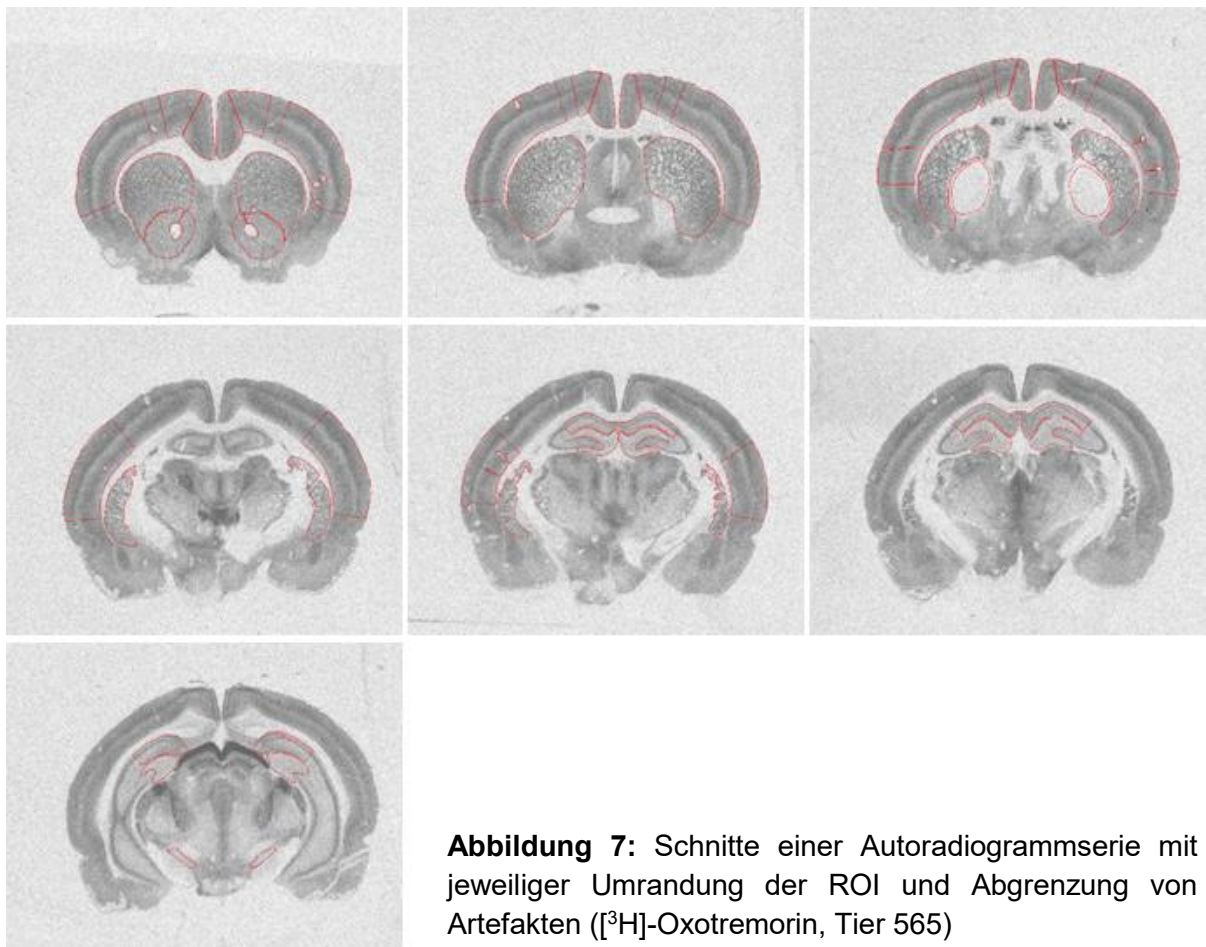 Abbildung 7: Schnitte einer Autoradiogrammserie mit
jeweiliger Umrandung der ROI und Abgrenzung von
Artefakten ([³H]-Oxotremorin, Tier 565)